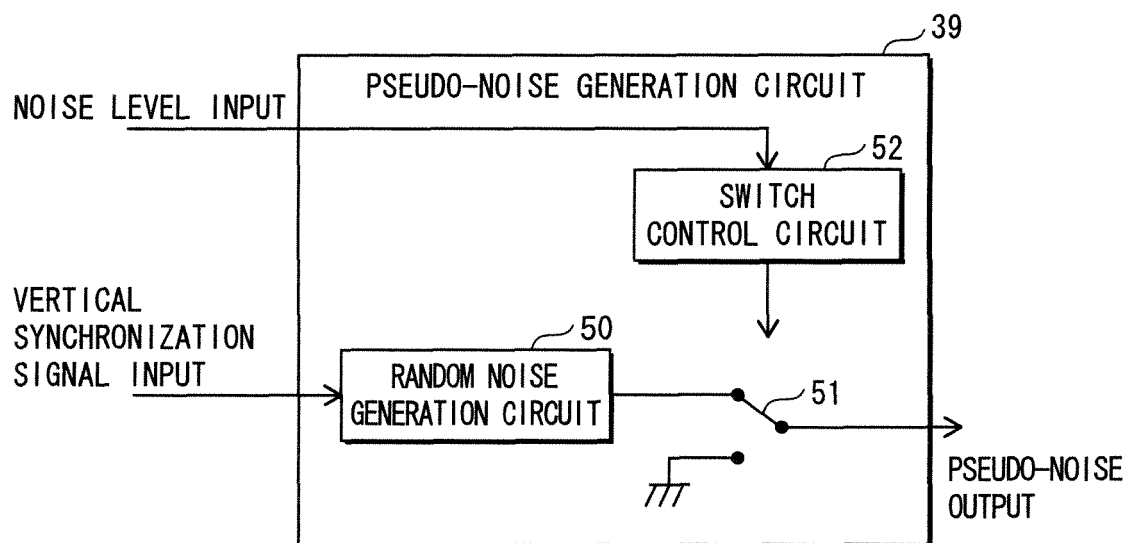 39
PSEUDO-NOISE GENERATION CIRCUIT
NOISE LEVEL INPUT
52
SWITCH
CONTROL CIRCUIT
VERTICAL
SYNCHRONIZATION
SIGNAL INPUT
50
RANDOM NOISE
GENERATION CIRCUIT
51
PSEUDO-NOISE
OUTPUT